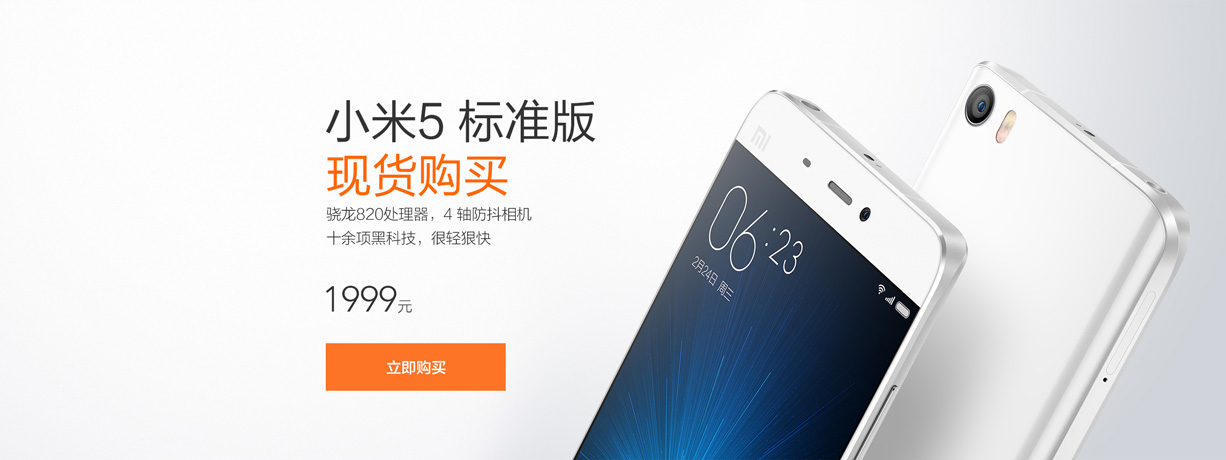 小米5 标准版
现货购买
骁龙820处理器，4 轴防抖相机
十余项黑科技，很轻狠快
1999元
立即购买
MI
06:23
2月24日 周三